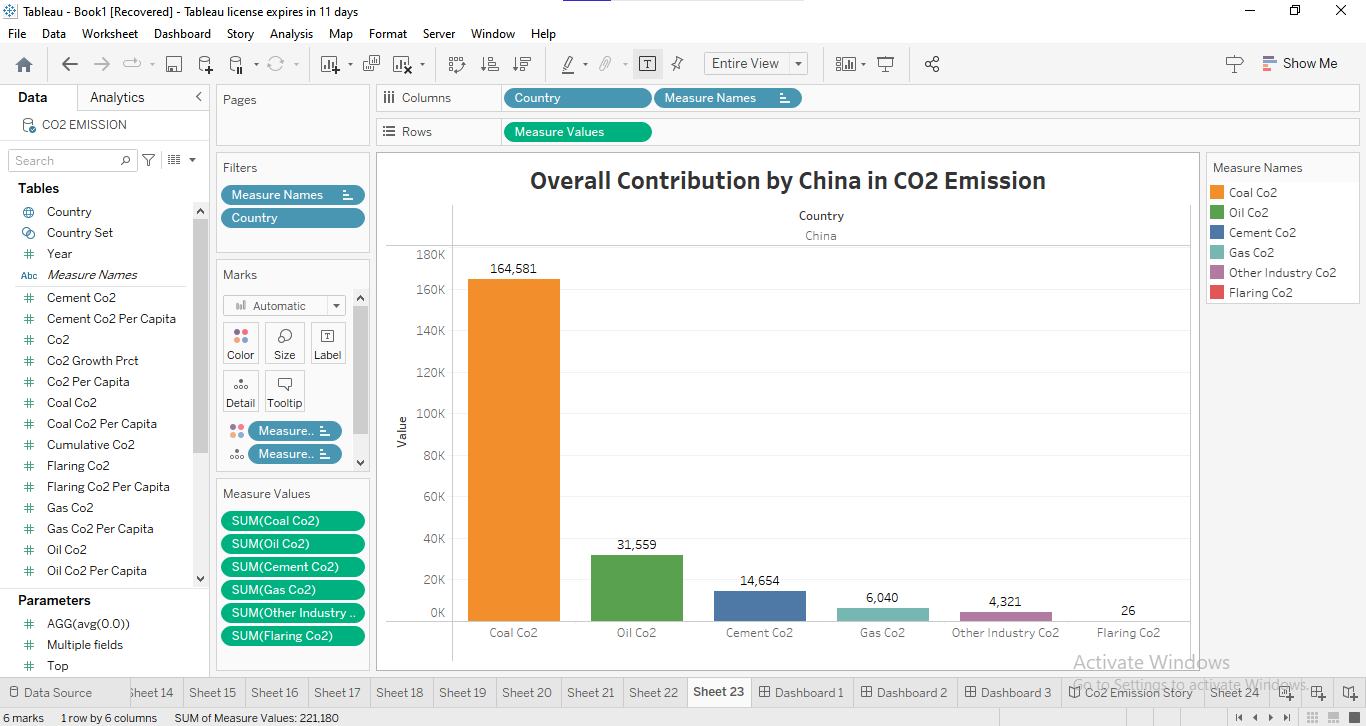 Tableau - Book1 [Recovered] - Tableau license expires in 11 days
File Data Worksheet Dashboard Story Analysis Map Format Server Window Help
Entire View
Show Me
Data Analytics
CO2 EMISSION
Search
Tables
Country
Country Set
Year
Abc Measure Names
Cement Co2
Cement Co2 Per Capita
Co2
Co2 Growth Prct
Co2 Per Capita
Coal Co2
Coal Co2 Per Capita
Cumulative Co2
Flaring Co2
Flaring Co2 Per Capita
Gas Co2
Gas Co2 Per Capita
Oil Co2
Oil Co2 Per Capita
Parameters
AGG(avg(0.0))
Multiple fields
Top
Pages
Filters
Measure Names
Country
Marks
Automatic
Color Size Label
Detail Tooltip
Measure..
Measure..
Measure Values
SUM(Coal Co2)
SUM(Oil Co2)
SUM(Cement Co2)
SUM(Gas Co2)
SUM(Other Industry ..
SUM(Flaring Co2)
Columns Country Measure Names
Rows Measure Values
Overall Contribution by China in CO2 Emission
Country
China
Value
180K
160K
140K
120K
100K
80K
60K
40K
20K
0K
164,581
31,559
14,654
6,040
4,321
26
Coal Co2 Oil Co2 Cement Co2 Gas Co2 Other Industry Co2 Flaring Co2
Measure Names
Coal Co2
Oil Co2
Cement Co2
Gas Co2
Other Industry Co2
Flaring Co2
Activate Windows
Go to Settings to activate Windows.
Data Source Sheet 14 Sheet 15 Sheet 16 Sheet 17 Sheet 18 Sheet 19 Sheet 20 Sheet 21 Sheet 22 Sheet 23 Dashboard 1 Dashboard 2 Dashboard 3 Co2 Emission Story Sheet 24
6 marks 1 row by 6 columns SUM of Measure Values: 221,180